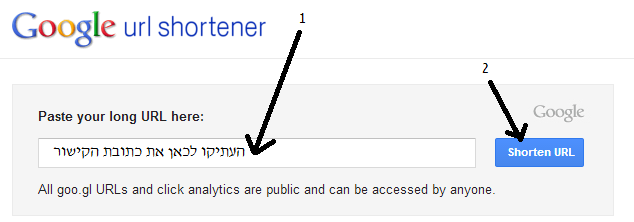 1
Google url shortener
2
Google
Paste your long URL here:
העתיקו לכאן את כתובת הקישור
Shorten URL
All goo.gl URLs and click analytics are public and can be accessed by anyone.